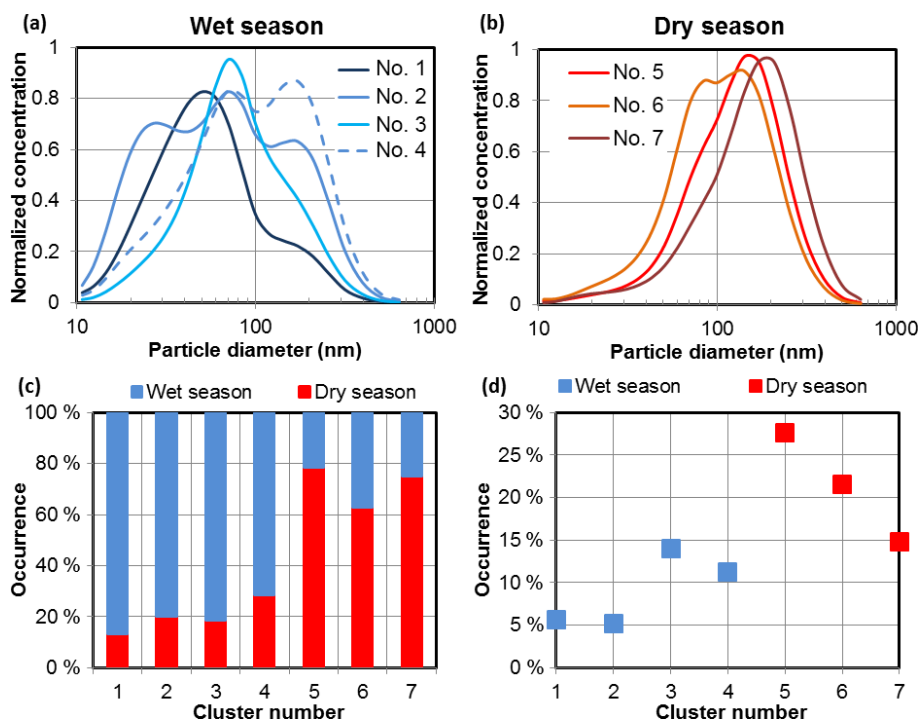 (a) Wet season
Normalized concentration
1
0.8
0.6
0.4
0.2
0
No. 1
No. 2
No. 3
No. 4
10 100 1000
Particle diameter (nm)
(b) Dry season
Normalized concentration
1
0.8
0.6
0.4
0.2
0
No. 5
No. 6
No. 7
10 100 1000
Particle diameter (nm)
(c) Wet season Dry season
Occurrence
100 %
80 %
60 %
40 %
20 %
0 %
1 2 3 4 5 6 7
Cluster number
(d) Wet season Dry season
Occurrence
30 %
25 %
20 %
15 %
10 %
5 %
0 %
1 2 3 4 5 6 7
Cluster number